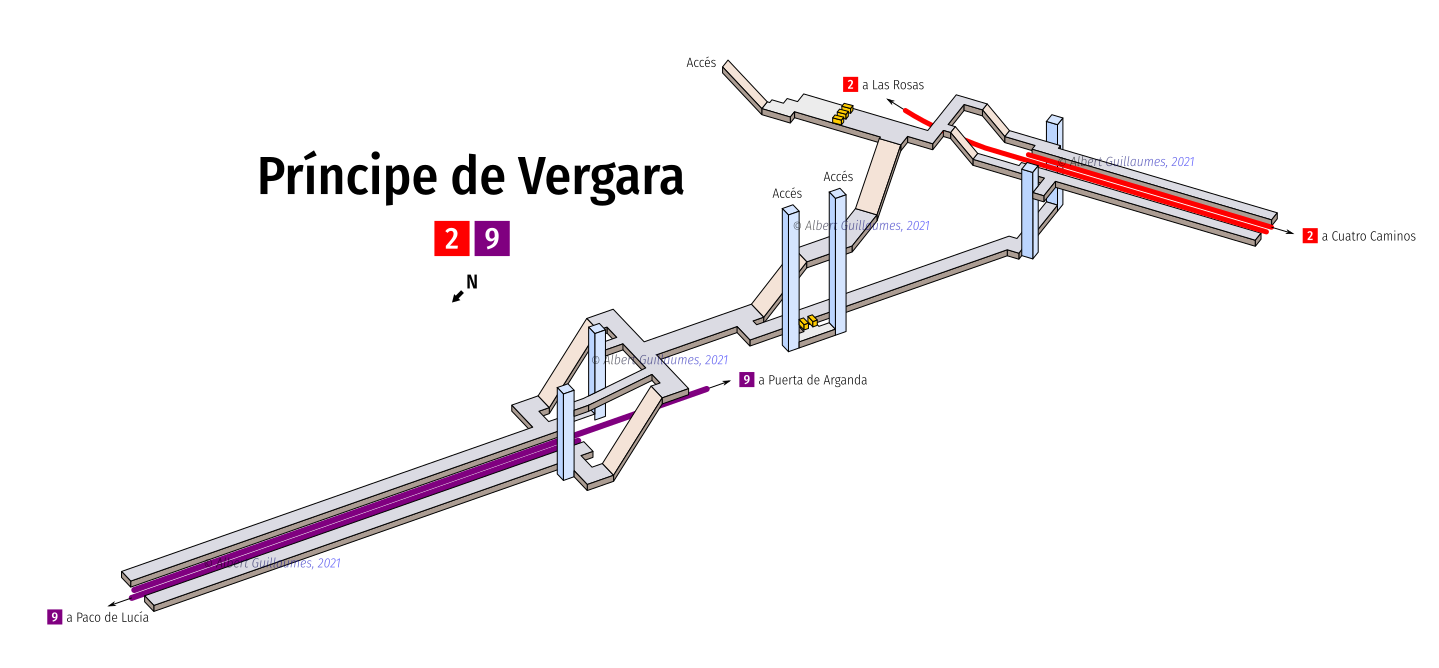 Accés
2 a Las Rosas
© Albert Guillaumes, 2021
Príncipe de Vergara
Accés
Accés
© Albert Guillaumes, 2021
2 9
2 a Cuatro Caminos
N
© Albert Guillaumes, 2021
9 a Puerta de Arganda
© Albert Guillaumes, 2021
9 a Paco de Lucía